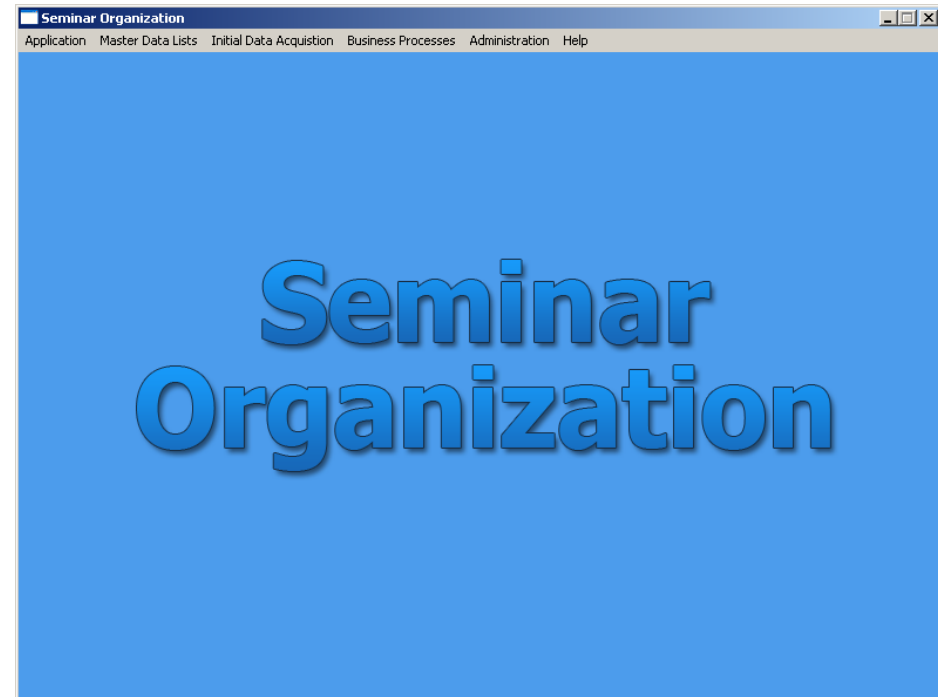 Seminar Organization
Application Master Data Lists Initial Data Acquistion Business Processes Administration Help
Seminar
Organization